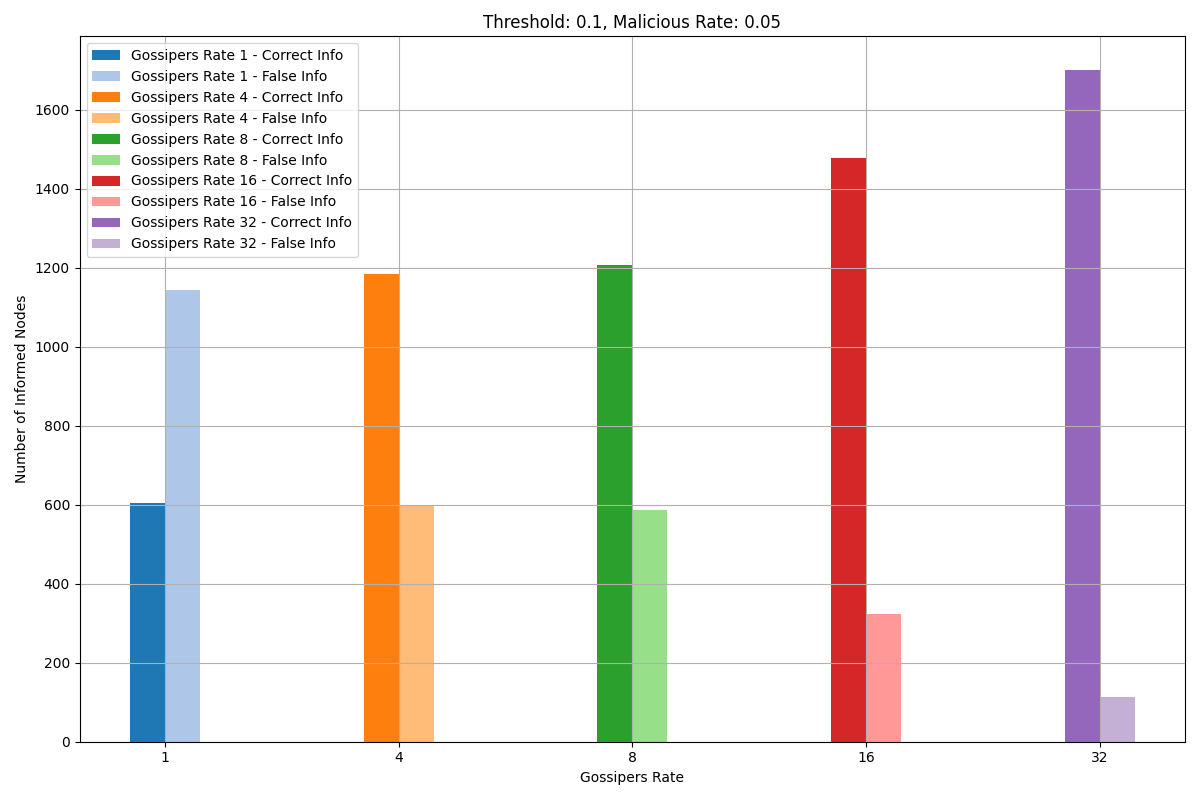 Threshold: 0.1, Malicious Rate: 0.05
Gossipers Rate 1 - Correct Info
Gossipers Rate 1 - False Info
Gossipers Rate 4 - Correct Info
Gossipers Rate 4 - False Info
Gossipers Rate 8 - Correct Info
Gossipers Rate 8 - False Info
Gossipers Rate 16 - Correct Info
Gossipers Rate 16 - False Info
Gossipers Rate 32 - Correct Info
Gossipers Rate 32 - False Info
Number of Informed Nodes
1600
1400
1200
1000
800
600
400
200
0
1 4 8 16 32
Gossipers Rate